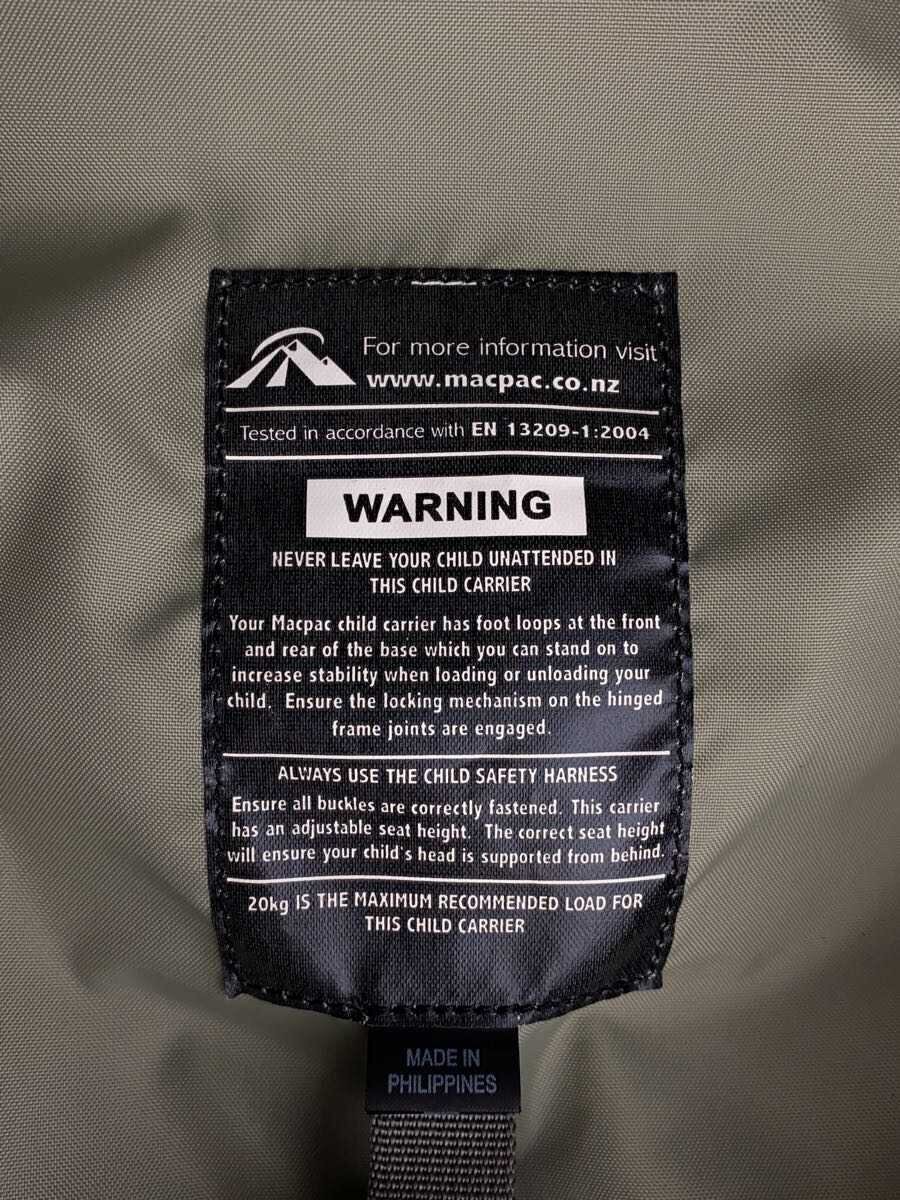 For more information visit
www.macpac.co.nz
Tested in accordance with EN 13209-1:2004
WARNING
NEVER LEAVE YOUR CHILD UNATTENDED IN
THIS CHILD CARRIER
Your Macpac child carrier has foot loops at the front
and rear of the base which you can stand on to
increase stability when loading or unloading your
child. Ensure the locking mechanism on the hinged
frame joints are engaged.
ALWAYS USE THE CHILD SAFETY HARNESS
Ensure all buckles are correctly fastened. This carrier
has an adjustable seat height. The correct seat height
will ensure your child's head is supported from behind.
20kg IS THE MAXIMUM RECOMMENDED LOAD FOR
THIS CHILD CARRIER
MADE IN
PHILIPPINES